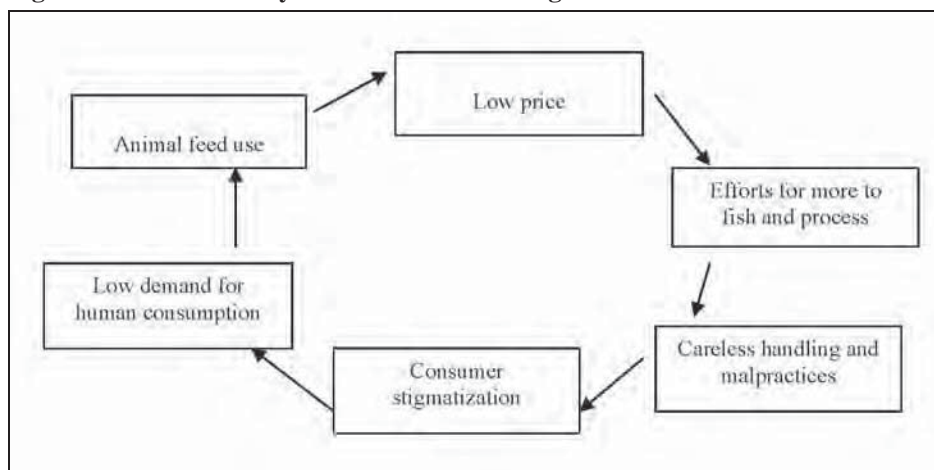 Low price
Animal feed use
Efforts for more to
fish and process
Low demand for
human consumption
Careless handling and
malpractices
Consumer
stigmatization